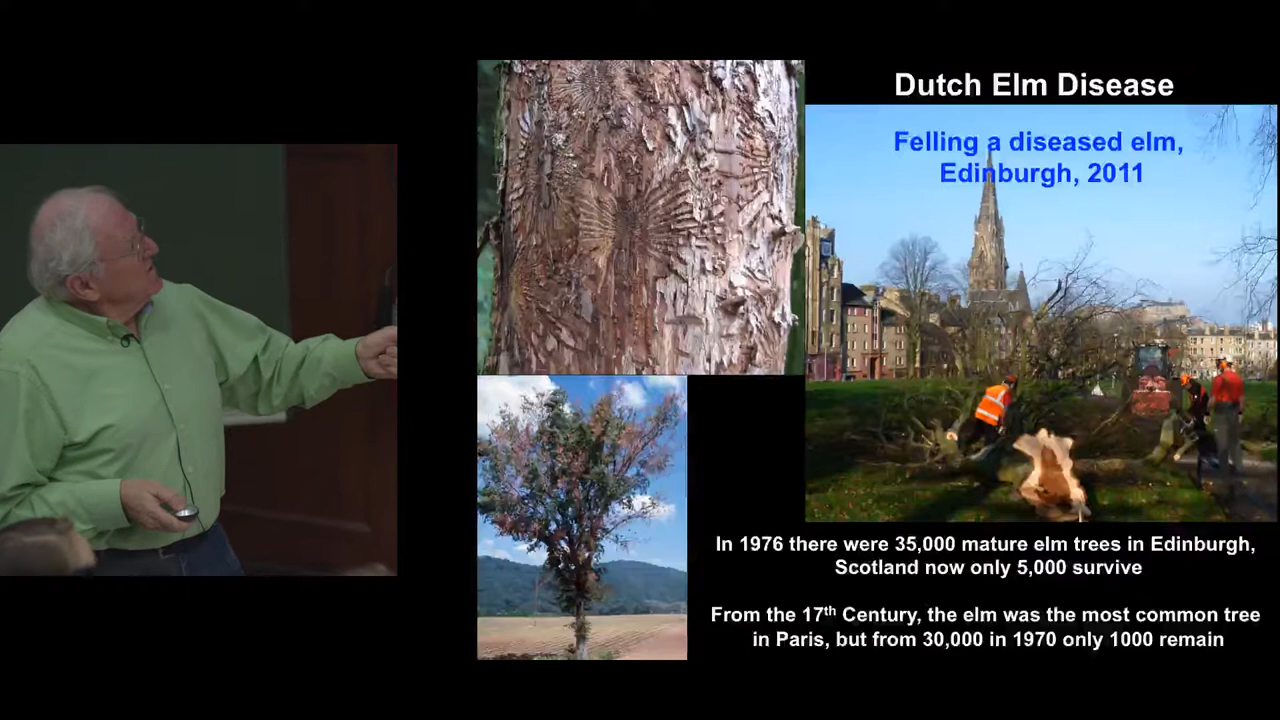 Dutch Elm Disease
Felling a diseased elm,
Edinburgh, 2011
In 1976 there were 35,000 mature elm trees in Edinburgh,
Scotland now only 5,000 survive
From the 17th Century, the elm was the most common tree
in Paris, but from 30,000 in 1970 only 1000 remain